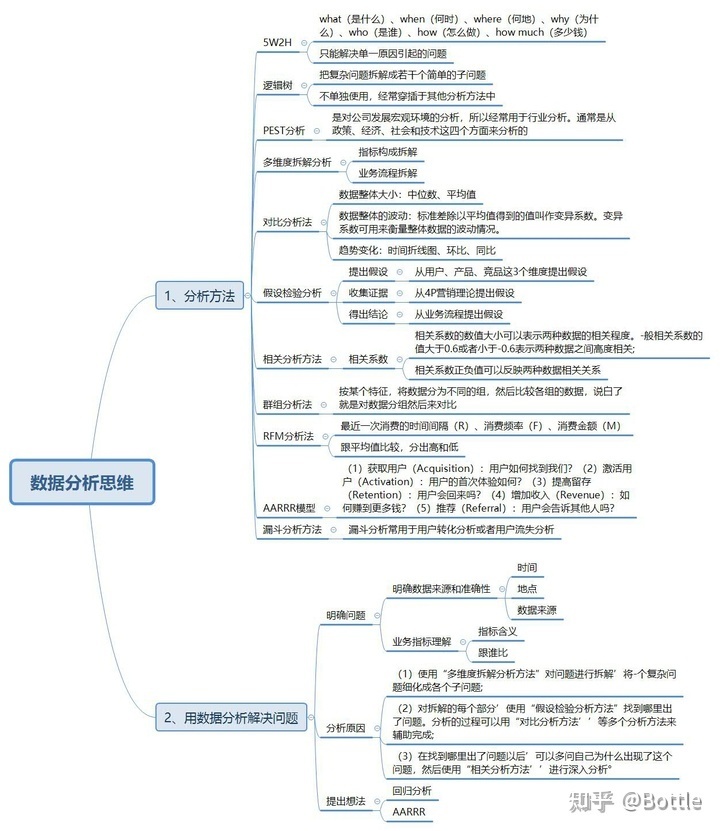 数据分析思维
1、分析方法
5W2H
what（是什么）、when（何时）、where（何地）、why（为什
么）、who（是谁）、how（怎么做）、how much（多少钱）
只能解决单一原因引起的问题
逻辑树
把复杂问题拆解成若干个简单的子问题
不单独使用，经常穿插于其他分析方法中
PEST分析
是对公司发展宏观环境的分析，所以经常用于行业分析。通常是从
政策、经济、社会和技术这四个方面来分析的
多维度拆解分析
指标构成拆解
业务流程拆解
对比分析法
数据整体大小：中位数、平均值
数据整体的波动：标准差除以平均值得到的值叫作变异系数。变异
系数可用来衡量整体数据的波动情况。
趋势变化：时间折线图、环比、同比
假设检验分析
提出假设
从用户、产品、竞品这3个维度提出假设
收集证据
从4P营销理论提出假设
得出结论
从业务流程提出假设
相关分析方法
相关系数
相关系数的数值大小可以表示两种数据的相关程度。-般相关系数的
值大于0.6或者小于-0.6表示两种数据之间高度相关;
相关系数正负值可以反映两种数据相关关系
群组分析法
按某个特征，将数据分为不同的组，然后比较各组的数据，说白了
就是对数据分组然后来对比
RFM分析法
最近一次消费的时间间隔（R）、消费频率（F）、消费金额（M）
跟平均值比较，分出高和低
AARRR模型
（1）获取用户（Acquisition）：用户如何找到我们？（2）激活用
户（Activation）：用户的首次体验如何？（3）提高留存
（Retention）：用户会回来吗？（4）增加收入（Revenue）：如
何赚到更多钱？（5）推荐（Referral）：用户会告诉其他人吗？
漏斗分析方法
漏斗分析常用于用户转化分析或者用户流失分析
2、用数据分析解决问题
明确问题
明确数据来源和准确性
时间
地点
数据来源
业务指标理解
指标含义
跟谁比
分析原因
（1）使用“多维度拆解分析方法”对问题进行拆解’将-个复杂问
题细化成各个子问题;
（2）对拆解的每个部分’使用“假设检验分析方法”找到哪里出
了问题。分析的过程可以用“对比分析方法’’等多个分析方法来
辅助完成;
（3）在找到哪里出了问题以后’可以多问自己为什么出现了这个
问题，然后使用“相关分析方法’’进行深入分析°
提出想法
回归分析
AARRR
知乎 @Bottle